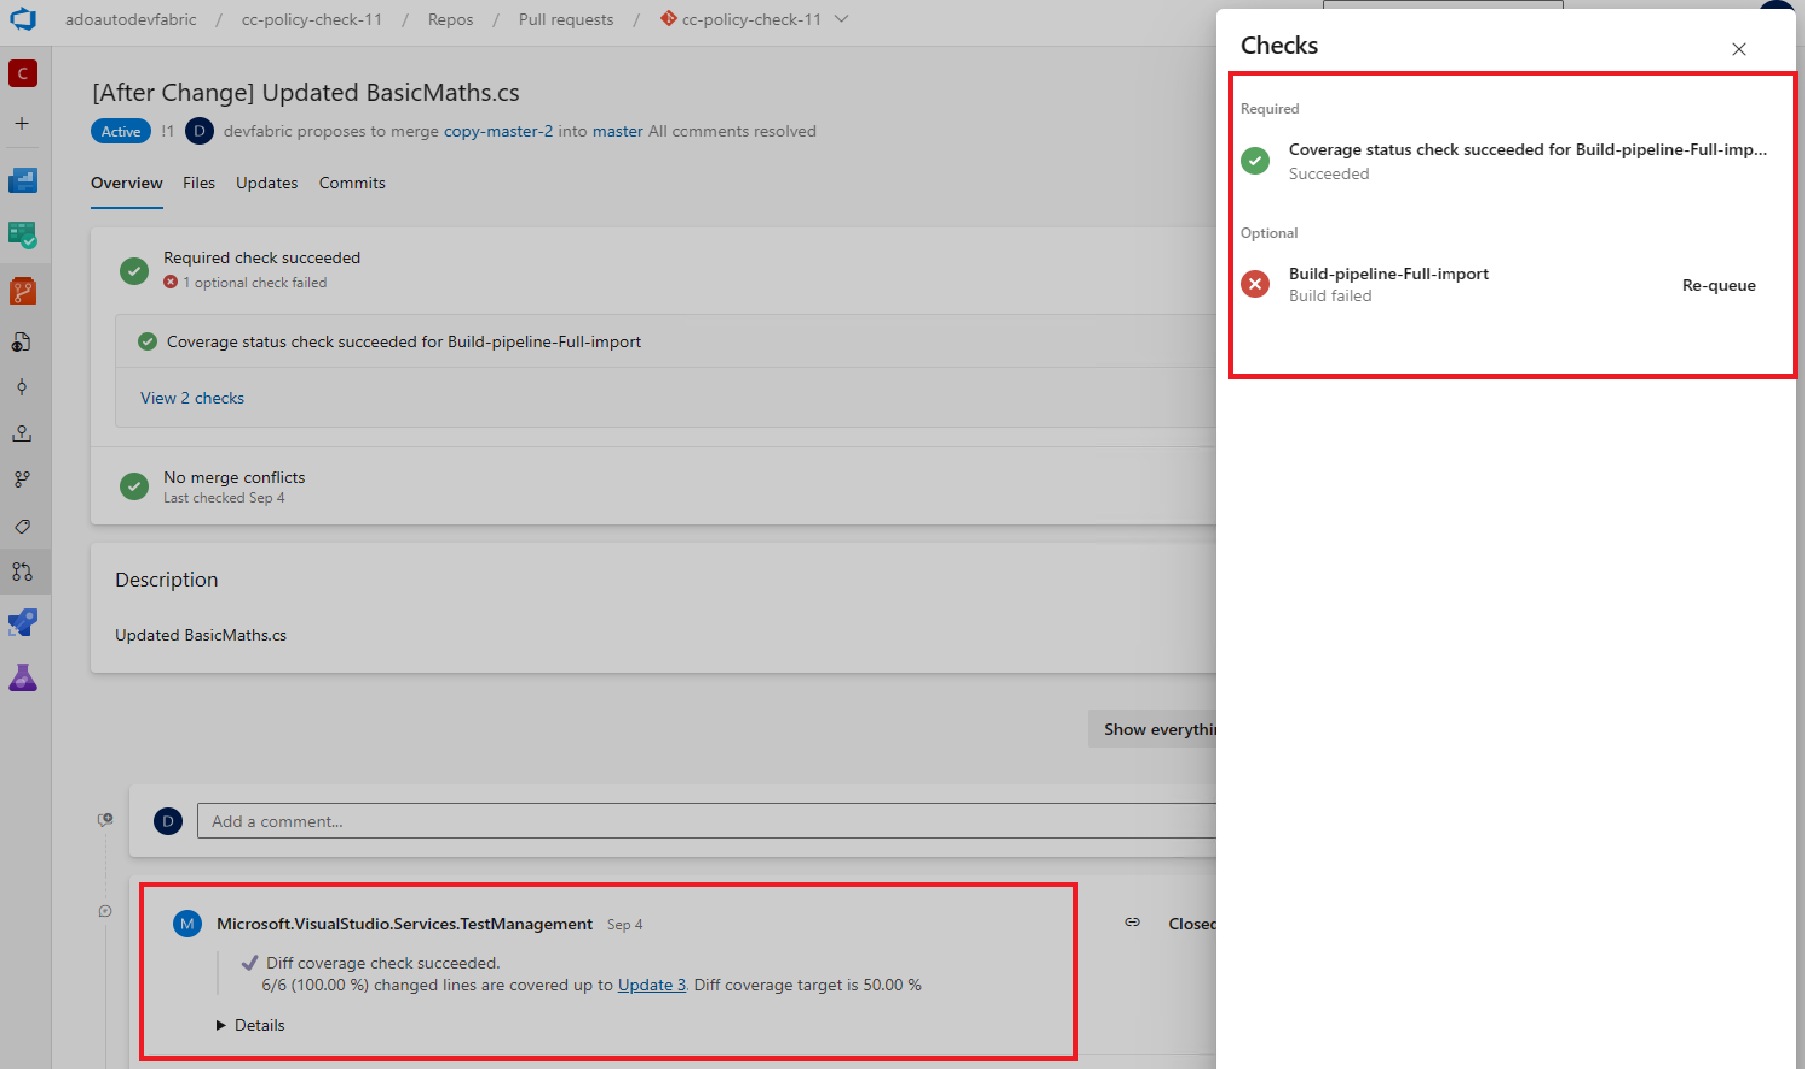 adoautodevfabric / cc-policy-check-11 / Repos / Pull requests / cc-policy-check-11
C
[After Change] Updated BasicMaths.cs
Active !1 D devfabric proposes to merge copy-master-2 into master All comments resolved
Overview Files Updates Commits
Required check succeeded
1 optional check failed
Coverage status check succeeded for Build-pipeline-Full-import
View 2 checks
No merge conflicts
Last checked Sep 4
Description
Updated BasicMaths.cs
Show everythin
D Add a comment...
M Microsoft.VisualStudio.Services.TestManagement Sep 4
Closed
Diff coverage check succeeded.
6/6 (100.00 %) changed lines are covered up to Update 3. Diff coverage target is 50.00 %
Details
Checks
Required
Coverage status check succeeded for Build-pipeline-Full-imp...
Succeeded
Optional
Build-pipeline-Full-import
Build failed
Re-queue